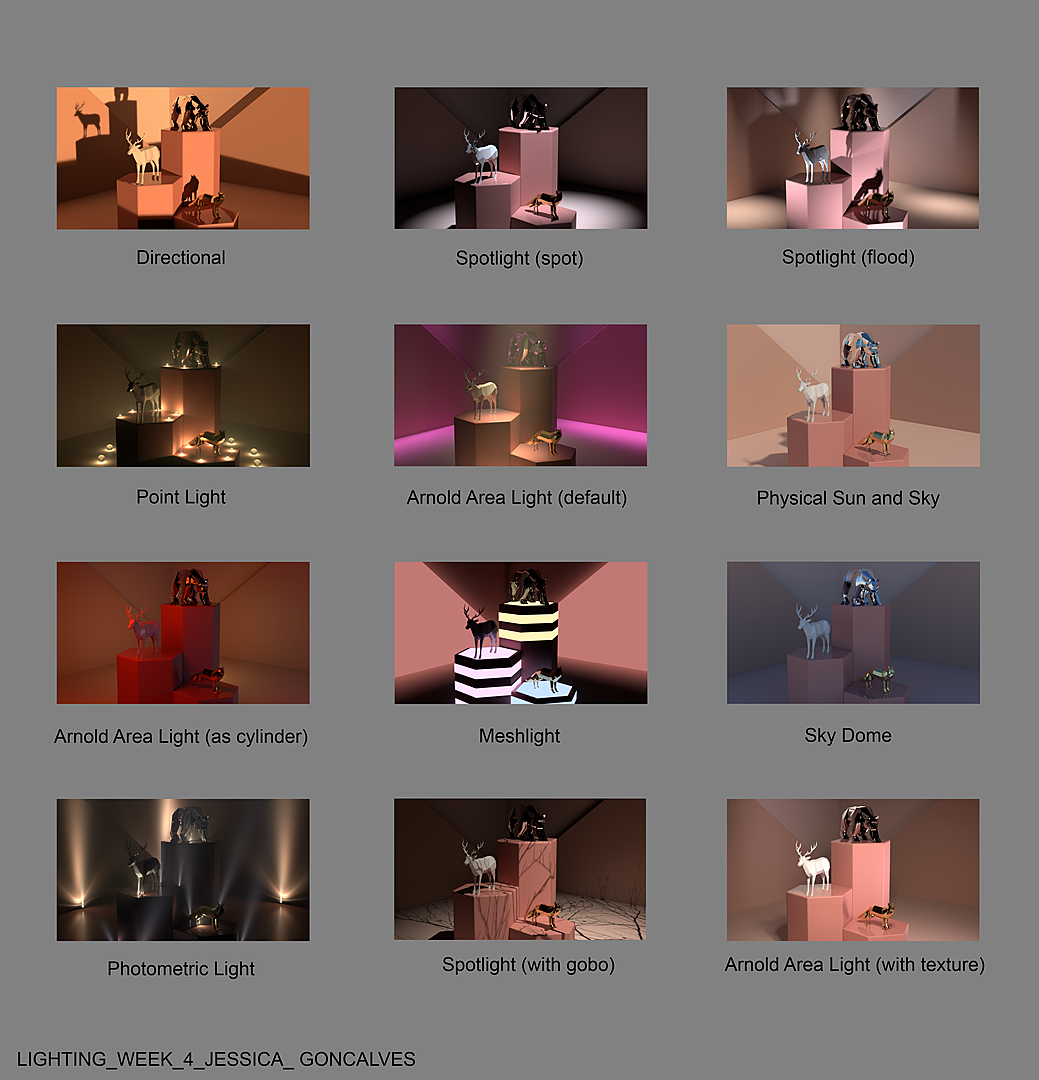 Directional
Spotlight (spot)
Spotlight (flood)
Point Light
Arnold Area Light (default)
Physical Sun and Sky
Arnold Area Light (as cylinder)
Meshlight
Sky Dome
Photometric Light
Spotlight (with gobo)
Arnold Area Light (with texture)
LIGHTING_WEEK_4_JESSICA_ GONCALVES